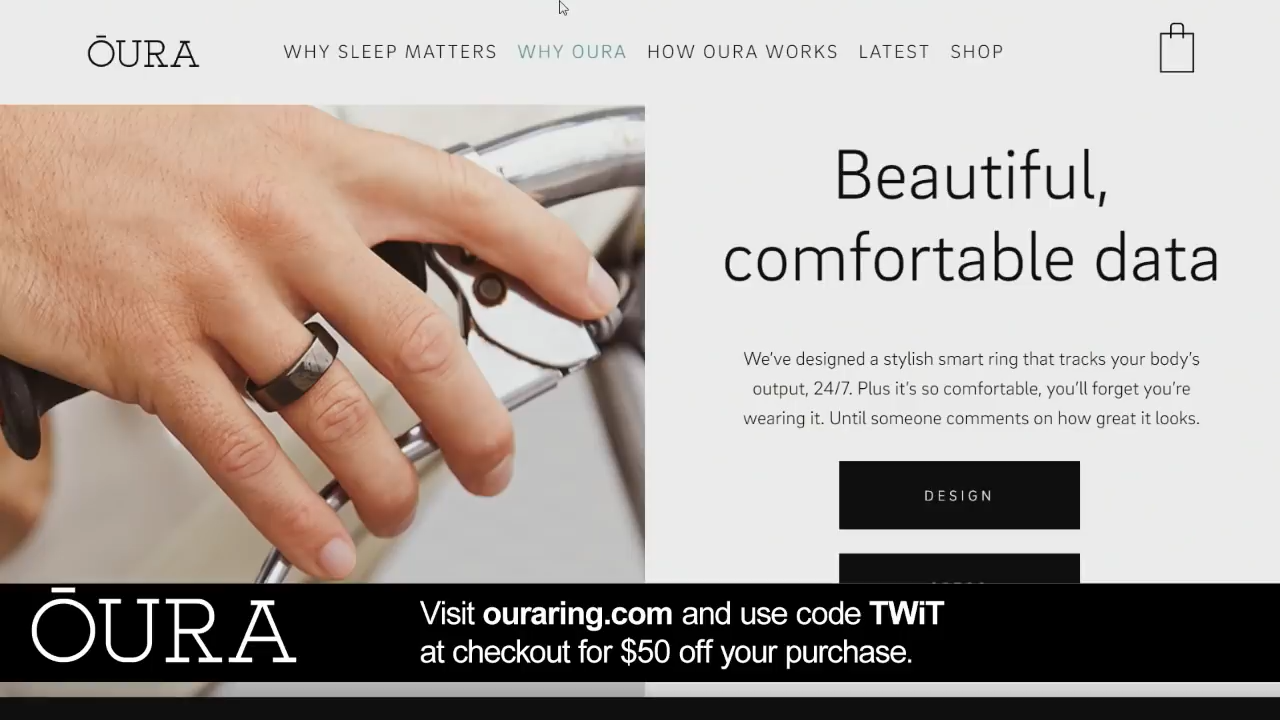 ŌURA
WHY SLEEP MATTERS WHY OURA HOW OURA WORKS LATEST SHOP
Beautiful,
comfortable data
We've designed a stylish smart ring that tracks your body's
output, 24/7. Plus it's so comfortable, you'll forget you're
wearing it. Until someone comments on how great it looks.
DESIGN
ŌURA
Visit ouraring.com and use code TWiT
at checkout for $50 off your purchase.